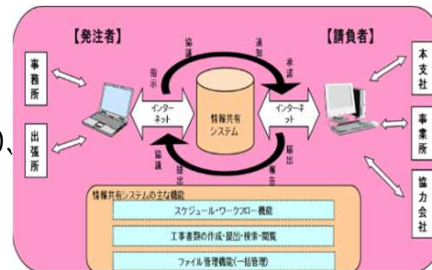 【発注者】
【請負者】
事務所
出張所
協議
指示
通知
承諾
インターネット
情報共有
システム
インターネット
協議
提出
報告
届出
本支社
事業所
協力会社
)、
情報共有システムの主な機能
スケジュール・ワークフロー機能
工事書類の作成・提出・検索・閲覧
ファイル管理機能(一括管理)